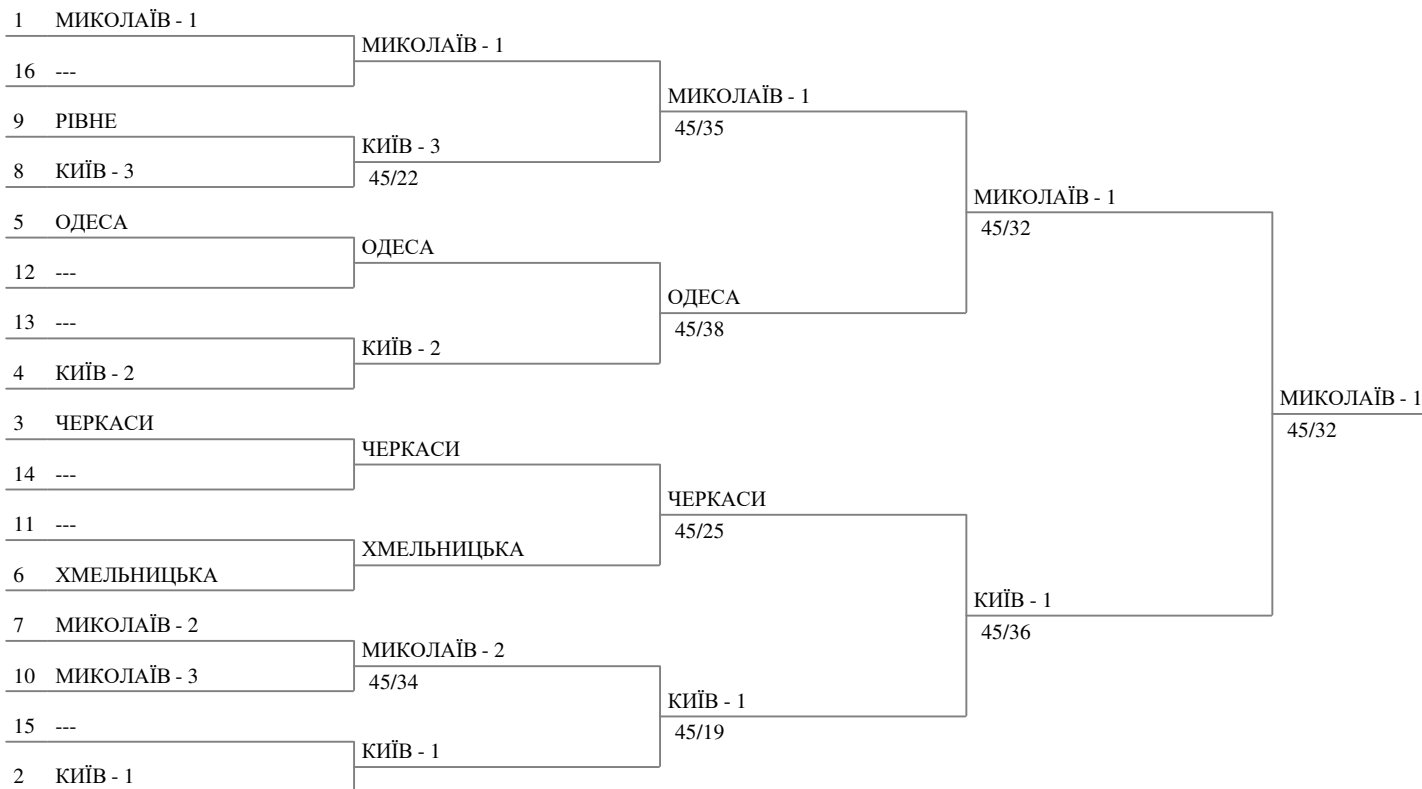 1 МИКОЛАЇВ - 1
МИКОЛАЇВ - 1
16 ---
МИКОЛАЇВ - 1
45/35
9 РІВНЕ
КИЇВ - 3
45/22
8 КИЇВ - 3
МИКОЛАЇВ - 1
45/32
5 ОДЕСА
ОДЕСА
12 ---
ОДЕСА
45/38
13 ---
КИЇВ - 2
4 КИЇВ - 2
МИКОЛАЇВ - 1
45/32
3 ЧЕРКАСИ
ЧЕРКАСИ
14 ---
ЧЕРКАСИ
45/25
11 ---
ХМЕЛЬНИЦЬКА
6 ХМЕЛЬНИЦЬКА
КИЇВ - 1
45/36
7 МИКОЛАЇВ - 2
МИКОЛАЇВ - 2
45/34
10 МИКОЛАЇВ - 3
КИЇВ - 1
45/19
15 ---
КИЇВ - 1
2 КИЇВ - 1